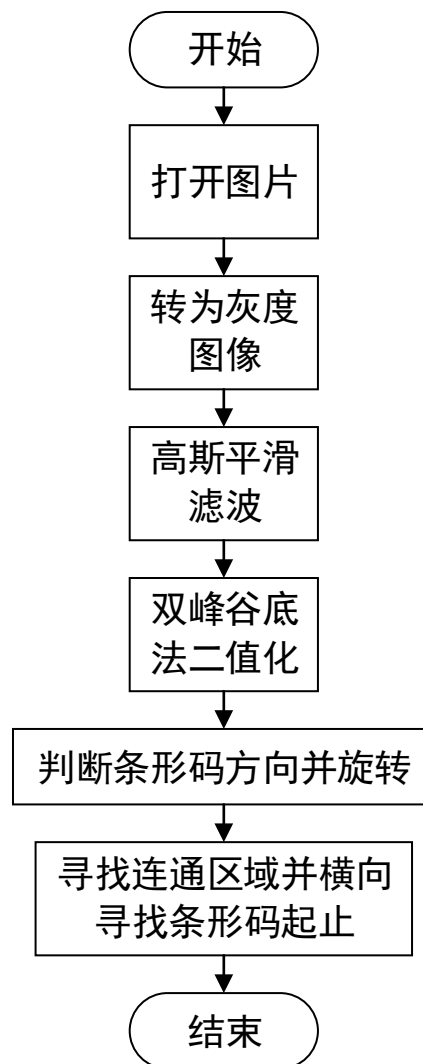 开始
打开图片
转为灰度
图像
高斯平滑
滤波
双峰谷底
法二值化
判断条形码方向并旋转
寻找连通区域并横向
寻找条形码起止
结束